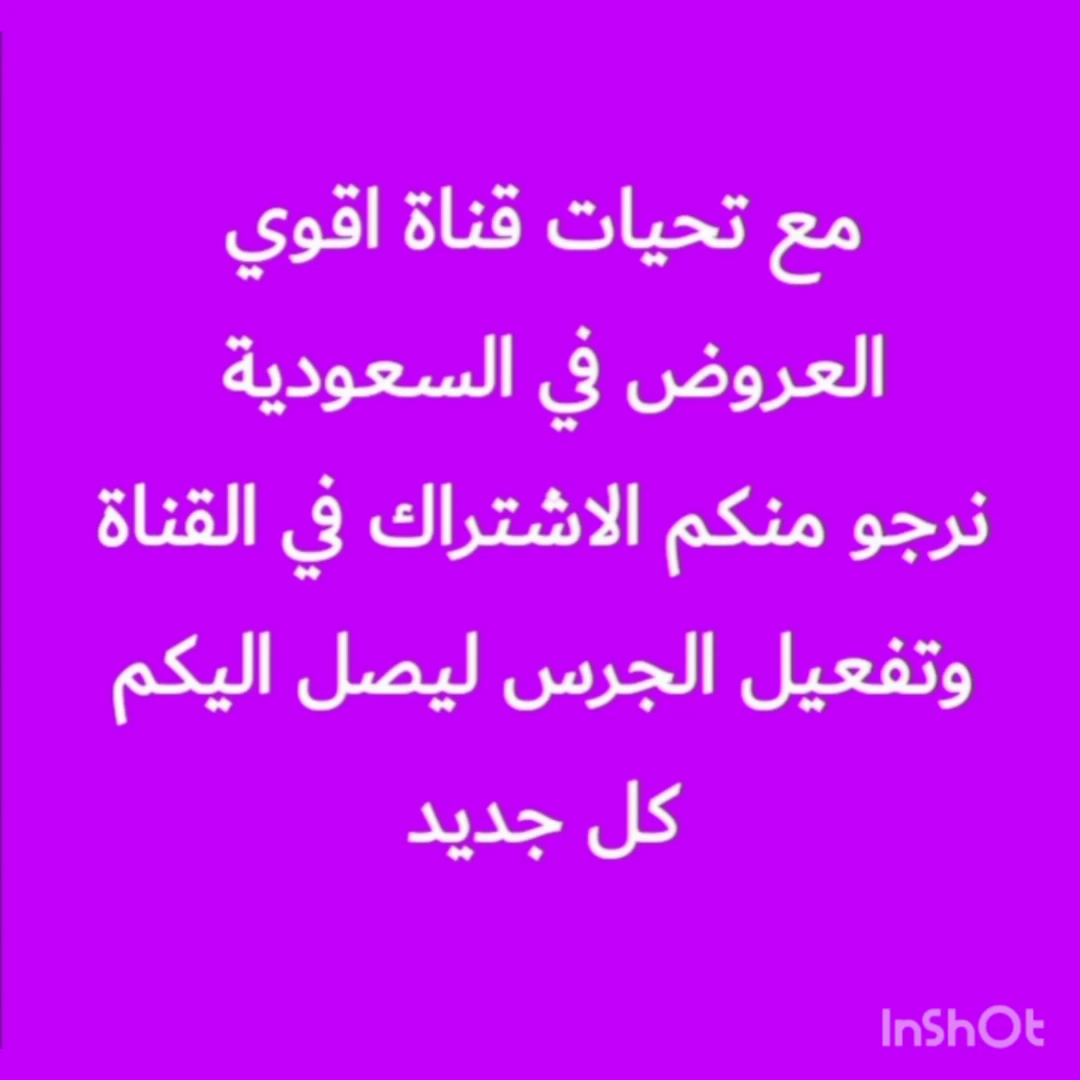 مع تحيات قناة اقوي
العروض في السعودية
نرجو منكم الاشتراك في القناة
وتفعيل الجرس ليصل اليكم
كل جديد
InShOt